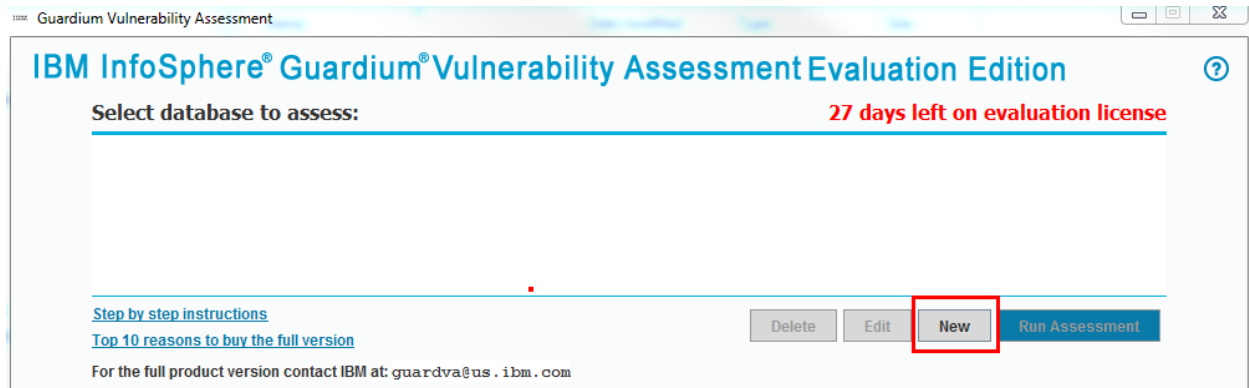 IBM Guardium Vulnerability Assessment
IBM InfoSphere® Guardium® Vulnerability Assessment Evaluation Edition ?
Select database to assess: 27 days left on evaluation license
Step by step instructions
Delete Edit New Run Assessment
Top 10 reasons to buy the full version
For the full product version contact IBM at: guardva@us.ibm.com